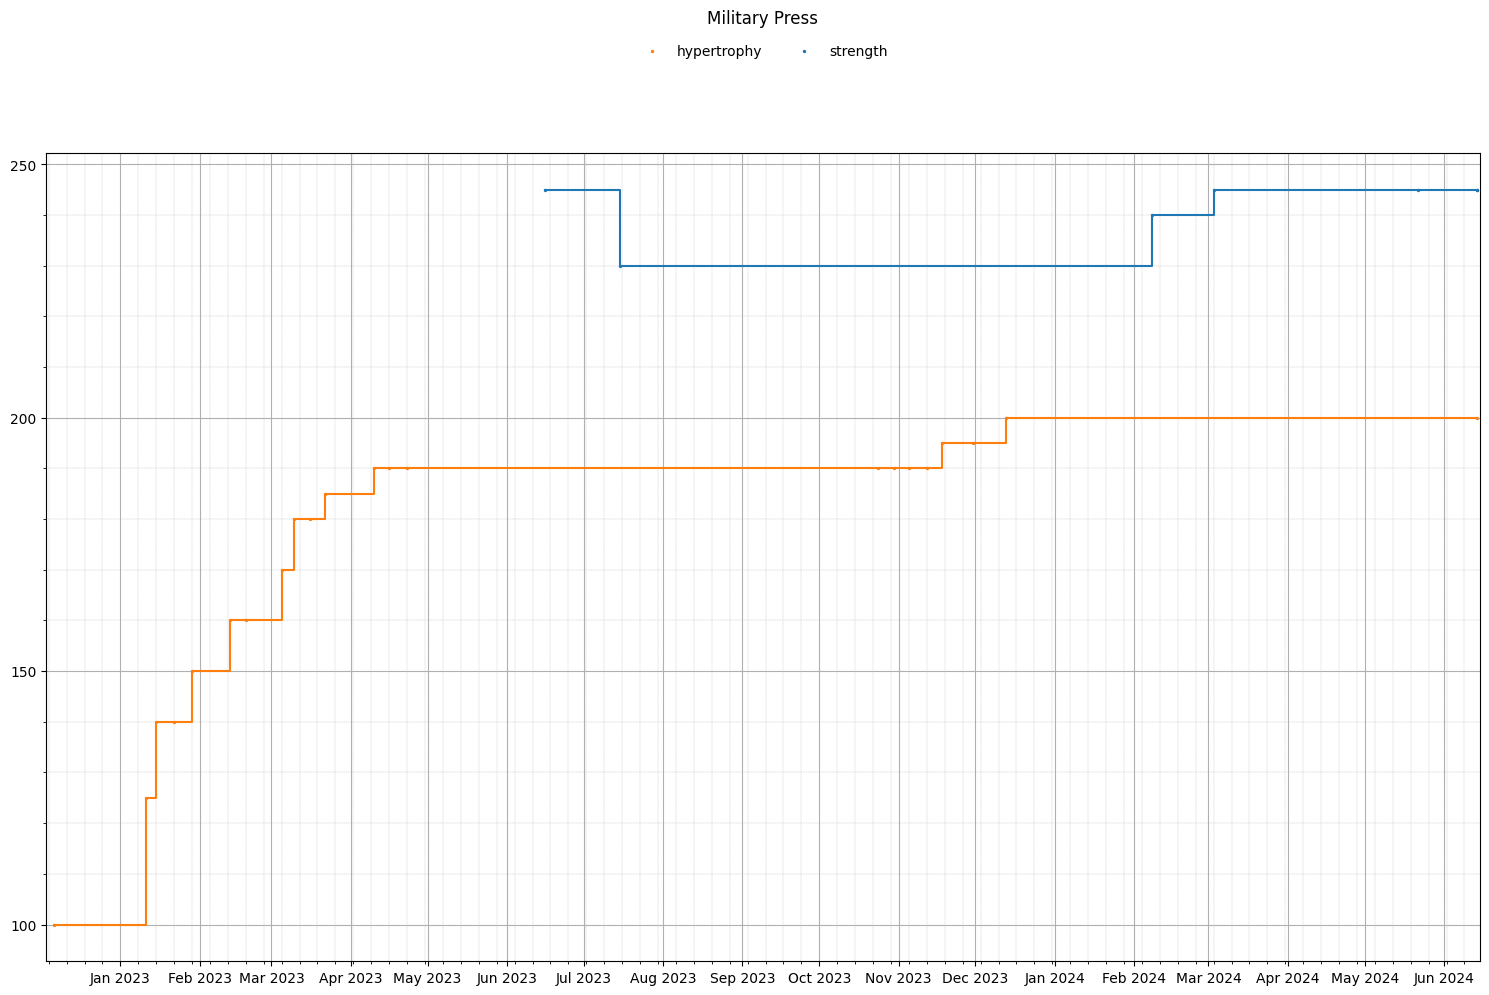 Military Press
hypertrophy strength
250
200
150
100
Jan 2023 Feb 2023 Mar 2023 Apr 2023 May 2023 Jun 2023 Jul 2023 Aug 2023 Sep 2023 Oct 2023 Nov 2023 Dec 2023 Jan 2024 Feb 2024 Mar 2024 Apr 2024 May 2024 Jun 2024